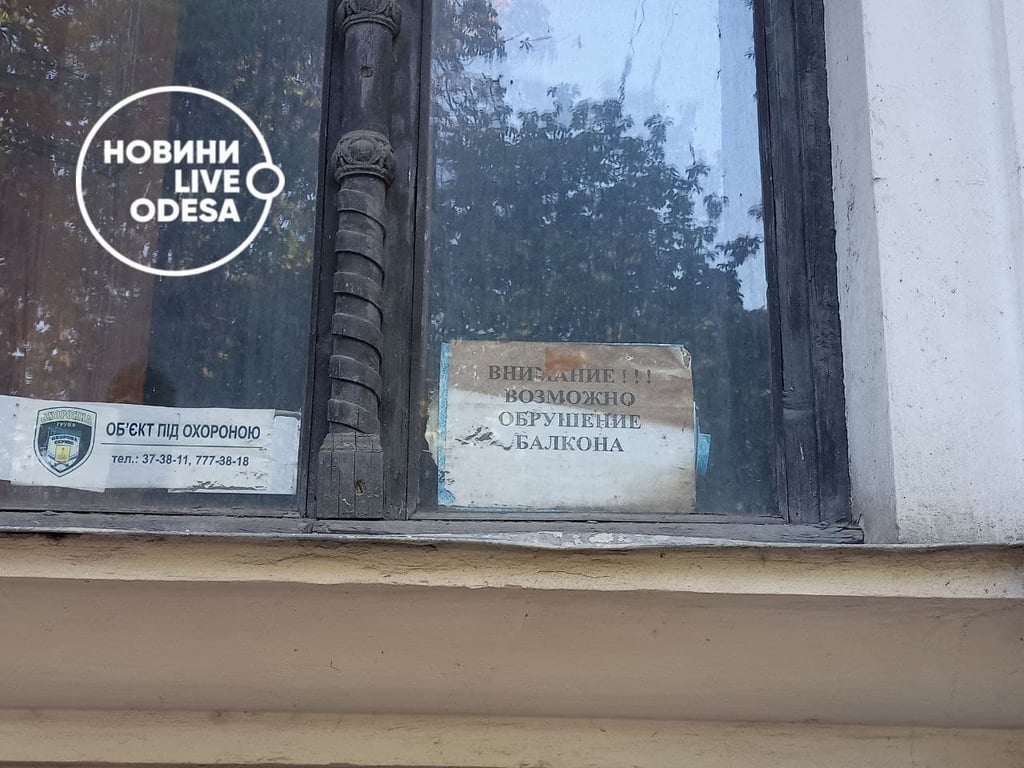 НОВИНИ
LIVE
ODESA
ОБ'ЄКТ ПІД ОХОРОНОЮ
тел.: 37-38-11, 777-38-18
ВНИМАНИЕ!!!
ВОЗМОЖНО
ОБРУШЕНИЕ
БАЛКОНА